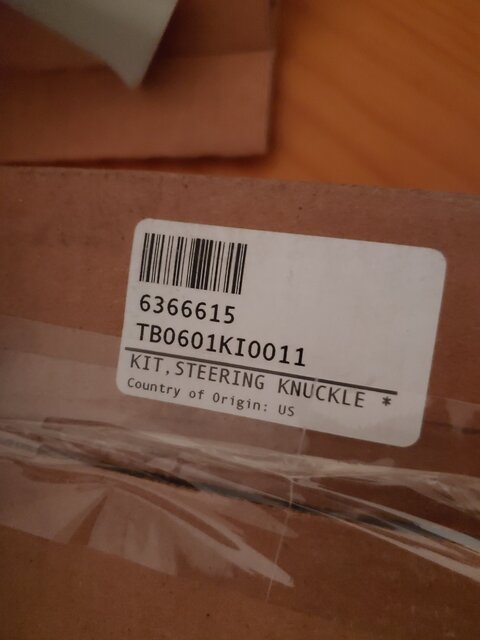 6366615
TB0601KI0011
KIT,STEERING KNUCKLE *
Country of Origin: US